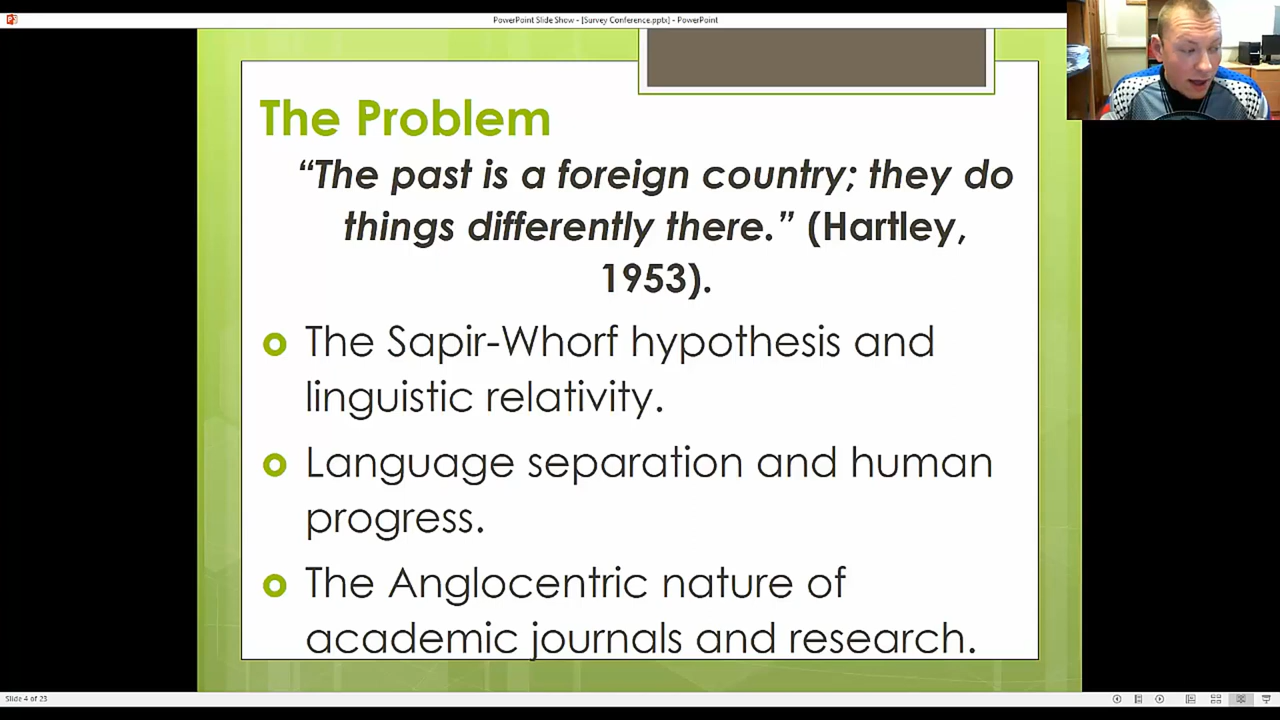 PowerPoint Slide Show - [Survey Conference.pptx] - PowerPoint
The Problem
“The past is a foreign country; they do
things differently there.” (Hartley,
1953).
The Sapir-Whorf hypothesis and
linguistic relativity.
Language separation and human
progress.
The Anglocentric nature of
academic journals and research.
Slide 4 of 23